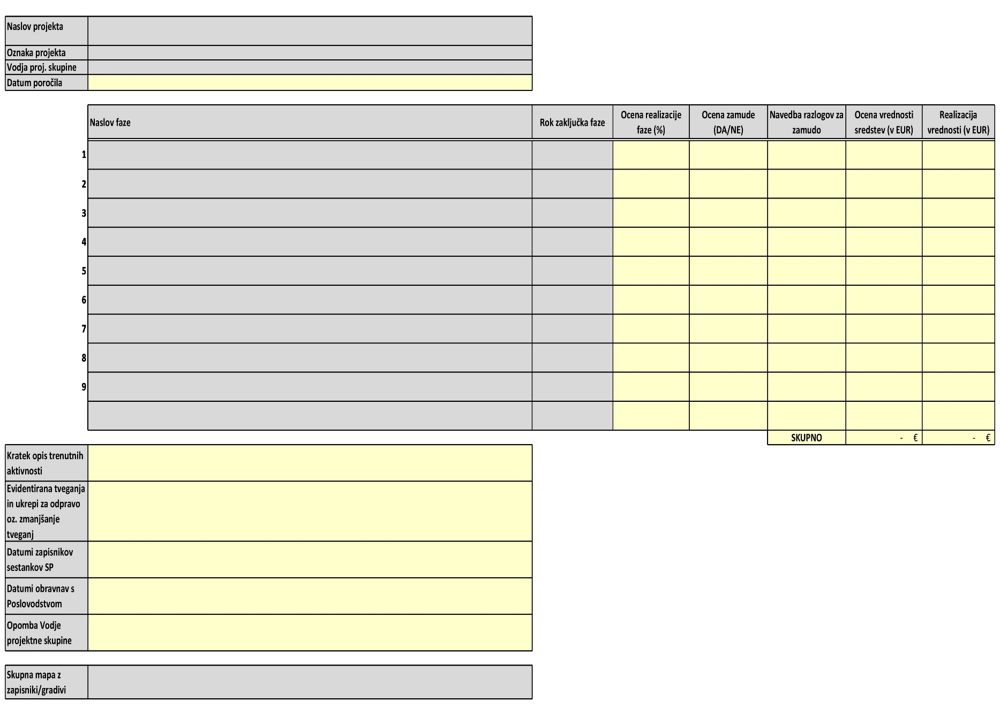 Naslov projekta
Oznaka projekta
Vodja proj. skupine
Datum poročila
Naslov faze
Rok zaključka faze
Ocena realizacije
faze (%)
Ocena zamude
(DA/NE)
Navedba razlogov za
zamudo
Ocena vrednosti
sredstev (v EUR)
Realizacija
vrednosti (v EUR)
1
2
3
4
5
6
7
8
9
SKUPNO - € - €
Kratek opis trenutnih
aktivnosti
Evidentirana tveganja
in ukrepi za odpravo
oz. zmanjšanje
tveganj
Datumi zapisnikov
sestankov SP
Datumi obravnav s
Poslovodstvom
Opomba Vodje
projektne skupine
Skupna mapa z
zapisniki/gradivi